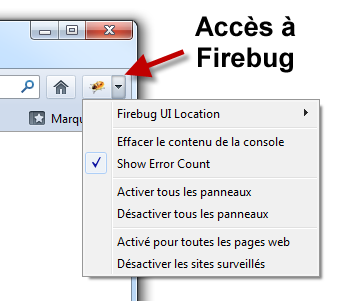 Accès à
Firebug
Marqu
Firebug UI Location
Effacer le contenu de la console
Show Error Count
Activer tous les panneaux
Désactiver tous les panneaux
Activé pour toutes les pages web
Désactiver les sites surveillés